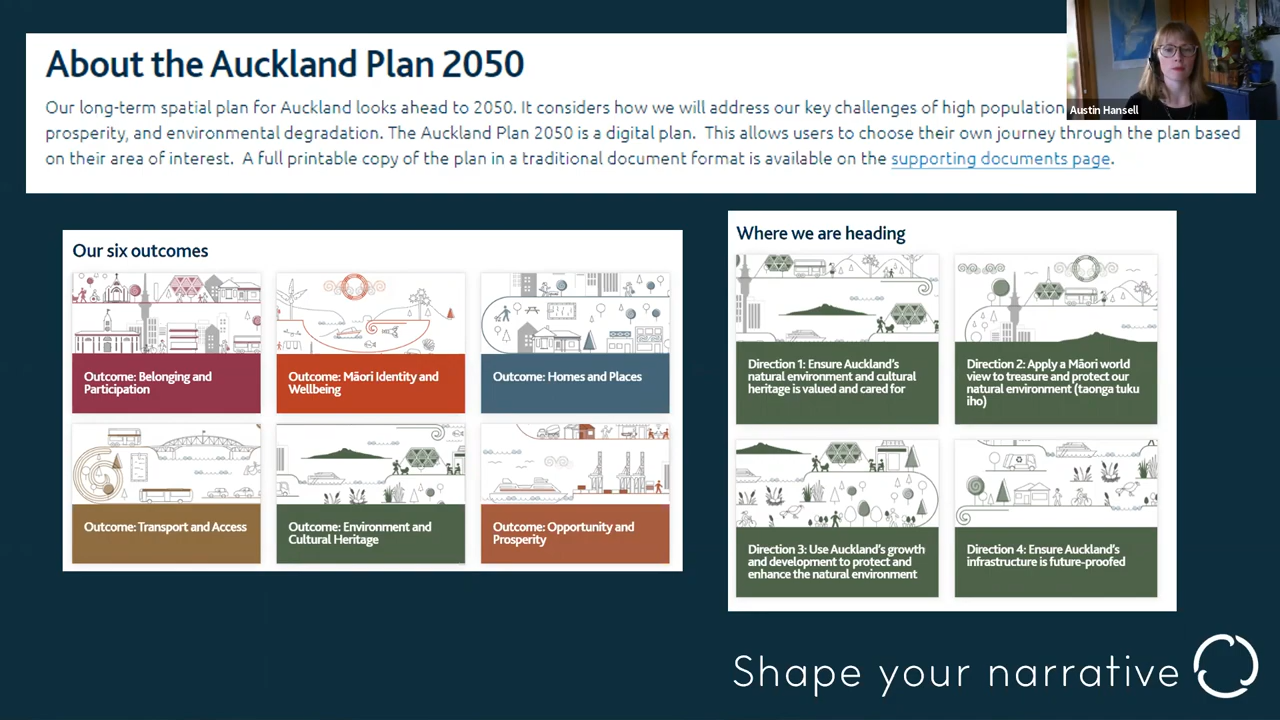 About the Auckland Plan 2050
Our long-term spatial plan for Auckland looks ahead to 2050. It considers how we will address our key challenges of high population
prosperity, and environmental degradation. The Auckland Plan 2050 is a digital plan. This allows users to choose their own journey through the plan based
on their area of interest. A full printable copy of the plan in a traditional document format is available on the supporting documents page.
Austin Hansell
Our six outcomes
Outcome: Belonging and
Participation
Outcome: Māori Identity and
Wellbeing
Outcome: Homes and Places
Outcome: Transport and Access
Outcome: Environment and
Cultural Heritage
Outcome: Opportunity and
Prosperity
Where we are heading
Direction 1: Ensure Auckland's
natural environment and cultural
heritage is valued and cared for
Direction 2: Apply a Māori world
view to treasure and protect our
natural environment (taonga tuku
iho)
Direction 3: Use Auckland's growth
and development to protect and
enhance the natural environment
Direction 4: Ensure Auckland's
infrastructure is future-proofed
Shape your narrative